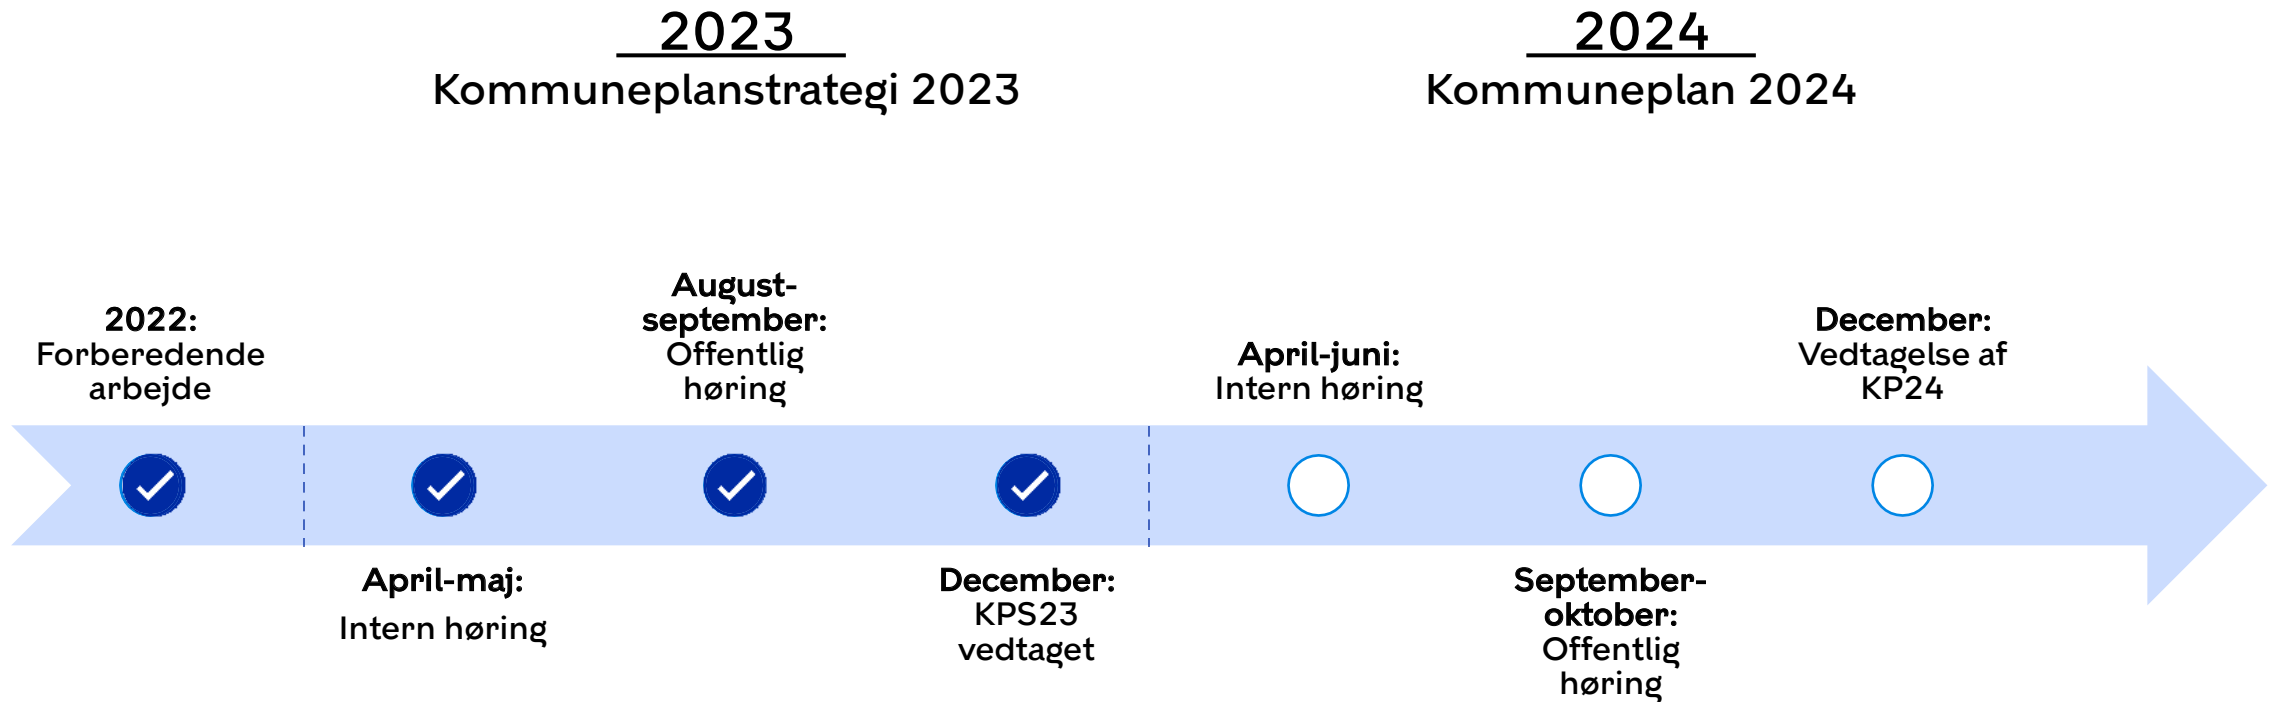 2023
Kommuneplanstrategi 2023
2024
Kommuneplan 2024
2022:
Forberedende
arbejde
April-maj:
Intern høring
August-
september:
Offentlig
høring
December:
KPS23
vedtaget
April-juni:
Intern høring
September-
oktober:
Offentlig
høring
December:
Vedtagelse af
KP24